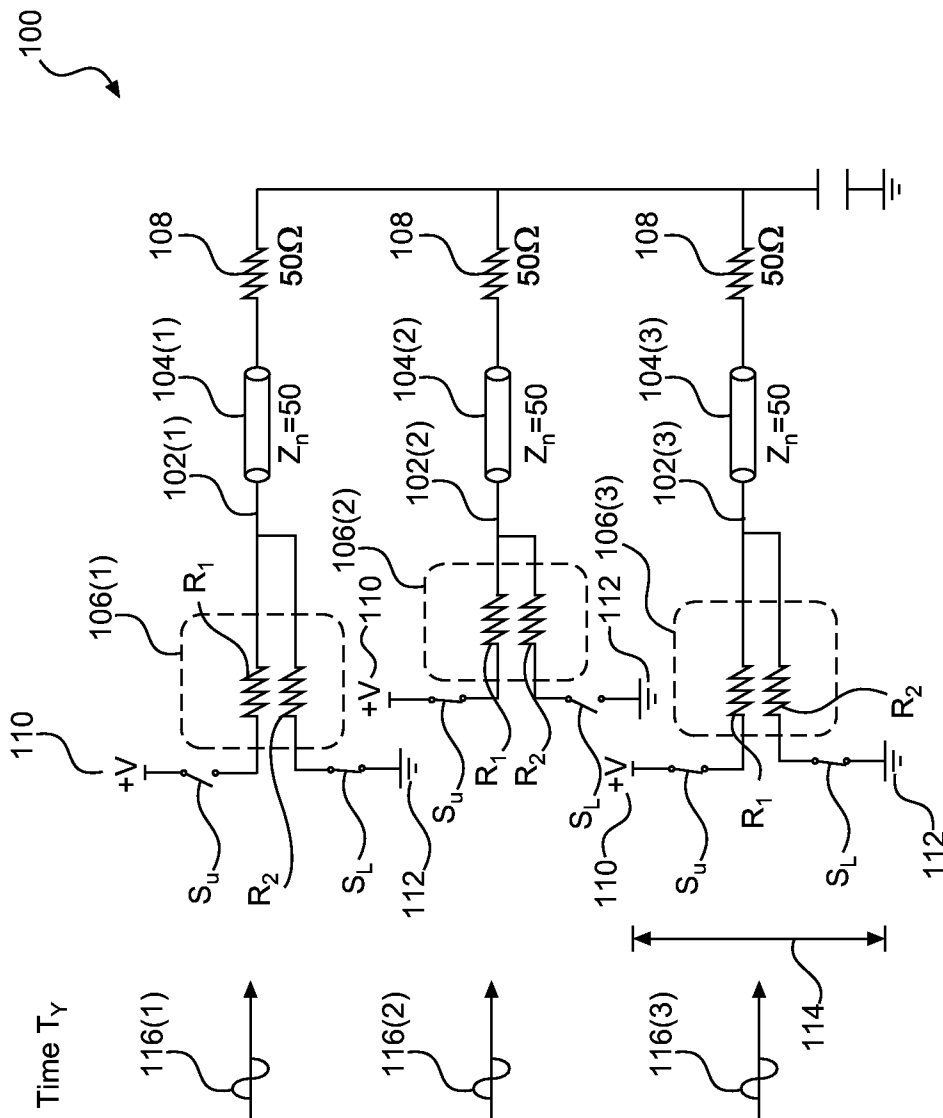 100
Time T_Y
116(1)
110
+V
S_u
R_2
S_L
112
106(1)
R_1
102(1)
104(1)
Z_n=50
108
50Ω
116(2)
110
+V
S_u
R_1
R_2
S_L
112
106(2)
102(2)
104(2)
Z_n=50
108
50Ω
116(3)
114
110
+V
S_u
R_1
S_L
112
R_2
106(3)
102(3)
104(3)
Z_n=50
108
50Ω